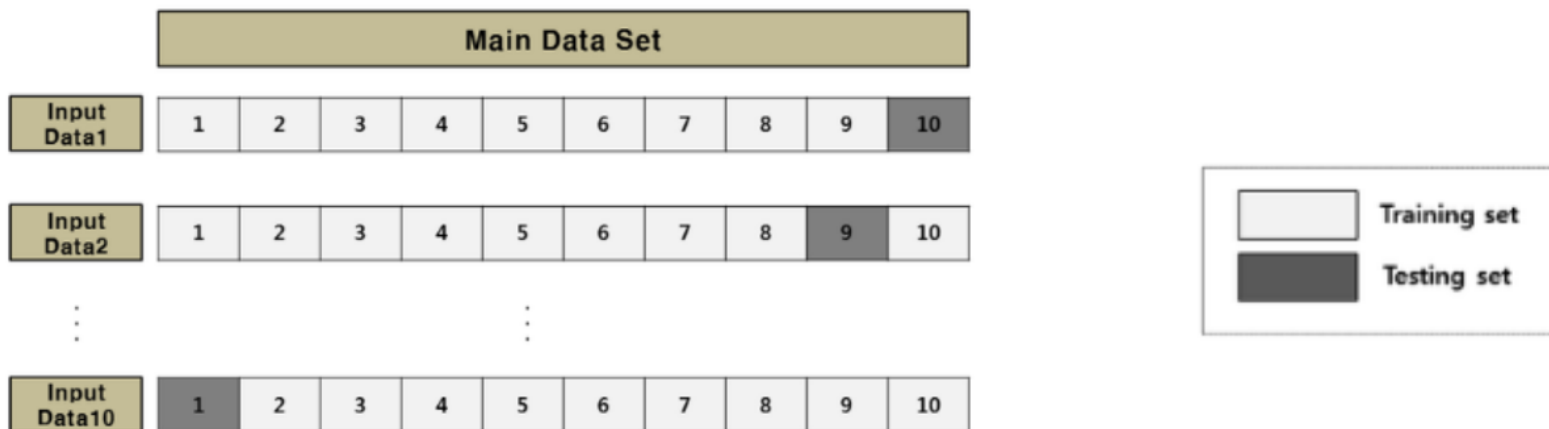 Main Data Set
Input
Data1
1 2 3 4 5 6 7 8 9 10
Input
Data2
1 2 3 4 5 6 7 8 9 10
Training set
Testing set
Input
Data10
1 2 3 4 5 6 7 8 9 10